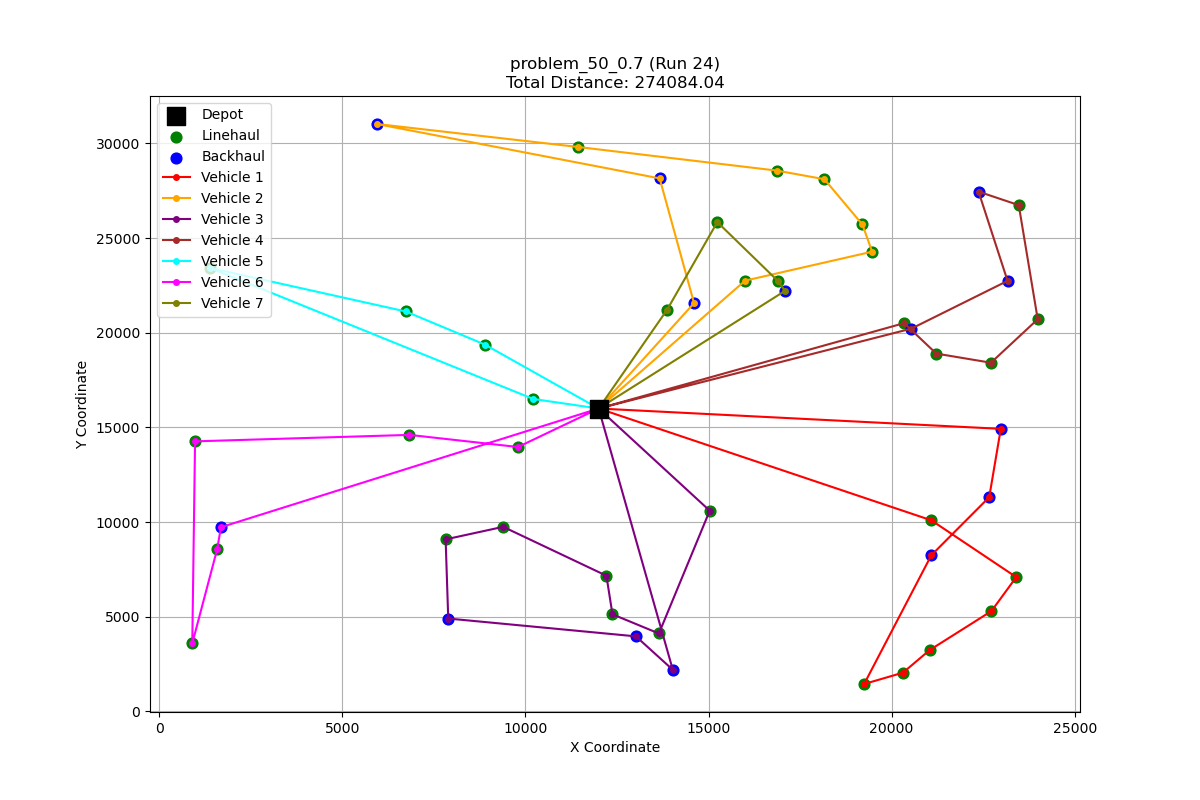 problem_50_0.7 (Run 24)
Total Distance: 274084.04
Depot
Linehaul
Backhaul
Vehicle 1
Vehicle 2
Vehicle 3
Vehicle 4
Vehicle 5
Vehicle 6
Vehicle 7
30000
25000
20000
15000
10000
5000
0
Y Coordinate
0 5000 10000 15000 20000 25000
X Coordinate